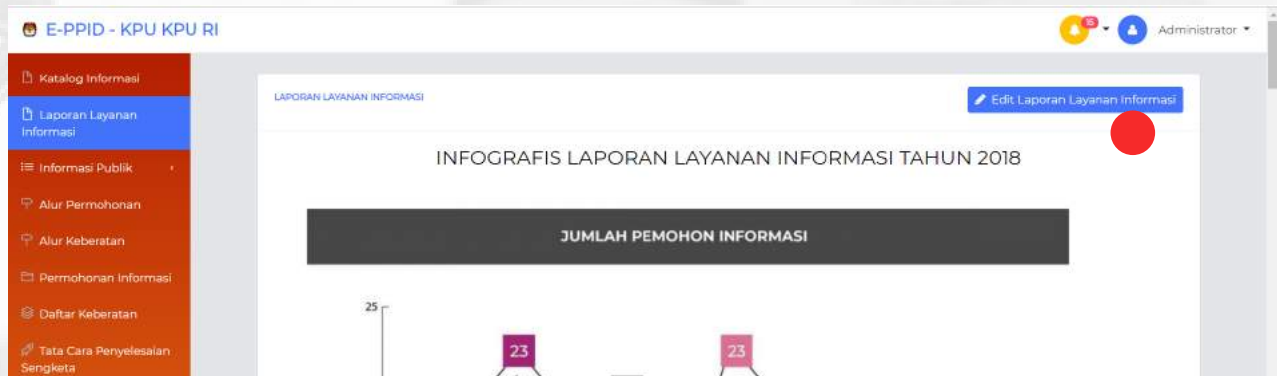 E-PPID - KPU KPU RI
15
Administrator
Katalog Informasi
Laporan Layanan
Informasi
Informasi Publik
Alur Permohonan
Alur Keberatan
Permohonan Informasi
Daftar Keberatan
Tata Cara Penyelesaian
Sengketa
LAPORAN LAYANAN INFORMASI
Edit Laporan Layanan Informasi
INFOGRAFIS LAPORAN LAYANAN INFORMASI TAHUN 2018
JUMLAH PEMOHON INFORMASI
25
23
23